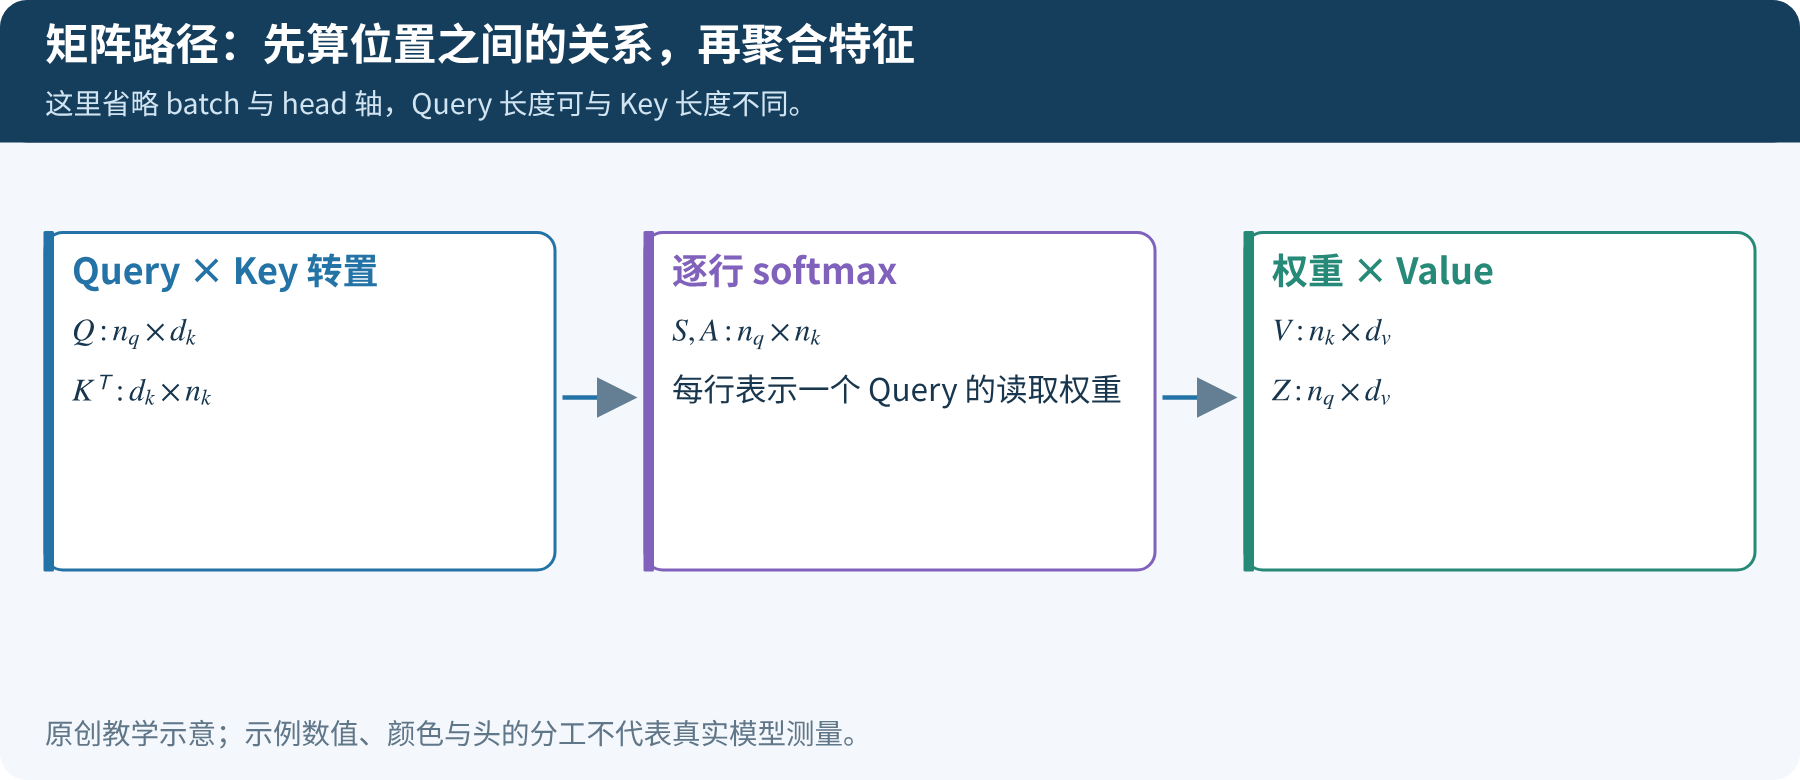 矩阵路径：先算位置之间的关系，再聚合特征
这里省略 batch 与 head 轴，Query 长度可与 Key 长度不同。
Query × Key 转置
Q : n_q × d_k
K^T : d_k × n_k
逐行 softmax
S, A : n_q × n_k
每行表示一个 Query 的读取权重
权重 × Value
V : n_k × d_v
Z : n_q × d_v
原创教学示意；示例数值、颜色与头的分工不代表真实模型测量。